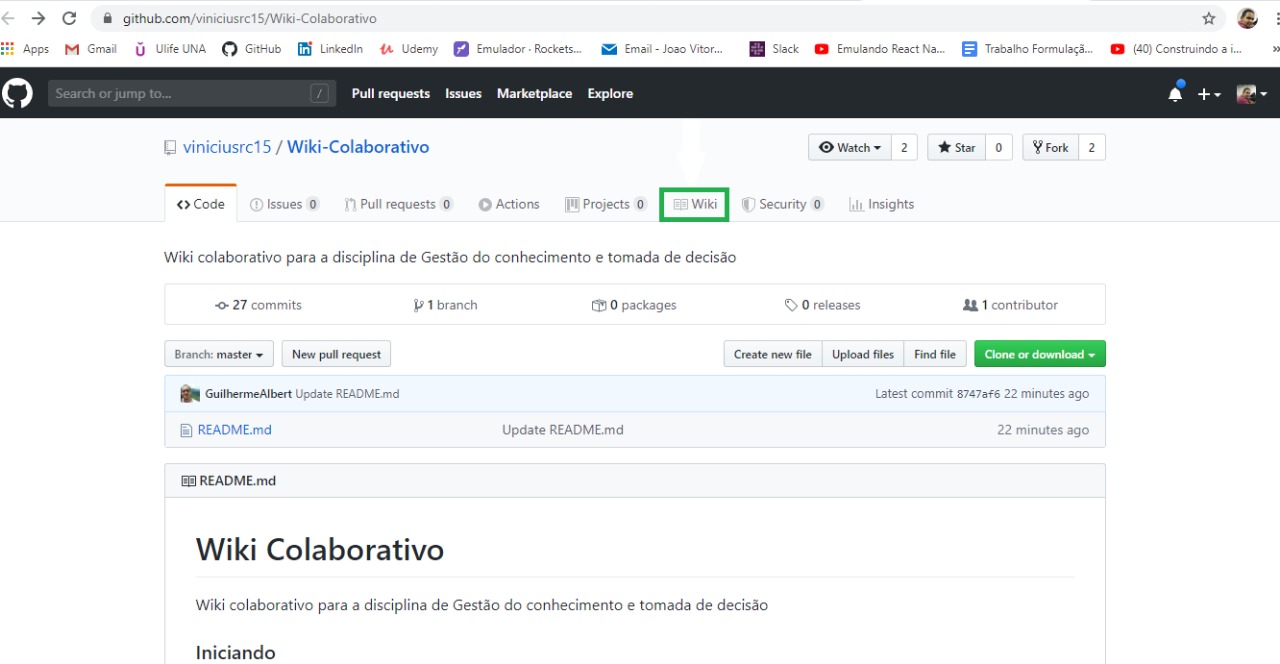 github.com/viniciusrc15/Wiki-Colaborativo
Apps Gmail Ulife UNA GitHub LinkedIn Udemy Emulador · Rockets... Email - Joao Vitor... Slack Emulando React Na... Trabalho Formulaçã... (40) Construindo a i... »
Search or jump to... / Pull requests Issues Marketplace Explore
viniciusrc15 / Wiki-Colaborativo Watch 2 Star 0 Fork 2
Code Issues 0 Pull requests 0 Actions Projects 0 Wiki Security 0 Insights
Wiki colaborativo para a disciplina de Gestão do conhecimento e tomada de decisão
27 commits 1 branch 0 packages 0 releases 1 contributor
Branch: master New pull request Create new file Upload files Find file Clone or download
GuilhermeAlbert Update README.md Latest commit 8747af6 22 minutes ago
README.md Update README.md 22 minutes ago
README.md
Wiki Colaborativo
Wiki colaborativo para a disciplina de Gestão do conhecimento e tomada de decisão
Iniciando